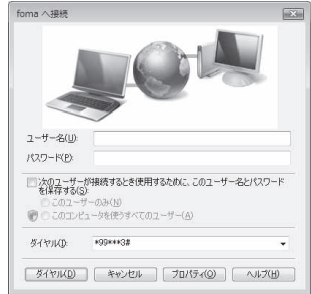 foma へ接続
ユーザー名(U):
パスワード(P):
次のユーザーが接続するとき使用するために、このユーザー名とパスワード
を保存する(S):
このユーザーのみ(N)
このコンピュータを使うすべてのユーザー(A)
ダイヤル(I): *99***3#
ダイヤル(D) キャンセル プロパティ(O) ヘルプ(H)